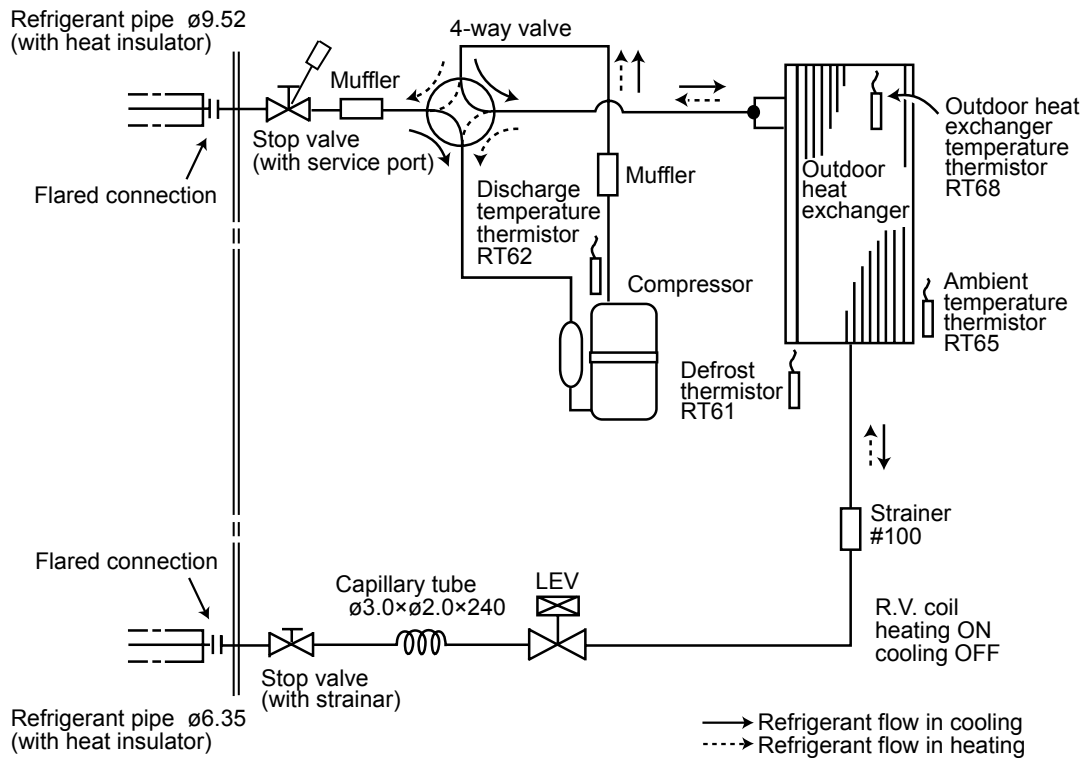 Refrigerant pipe ø9.52
(with heat insulator)
4-way valve
Muffler
Stop valve
(with service port)
Flared connection
Discharge
temperature
thermistor
RT62
Muffler
Compressor
Outdoor
heat
exchanger
Outdoor heat
exchanger
temperature
thermistor
RT68
Ambient
temperature
thermistor
RT65
Defrost
thermistor
RT61
Strainer
#100
Flared connection
Capillary tube
ø3.0×ø2.0×240
LEV
R.V. coil
heating ON
cooling OFF
Stop valve
(with strainar)
Refrigerant pipe ø6.35
(with heat insulator)
Refrigerant flow in cooling
Refrigerant flow in heating